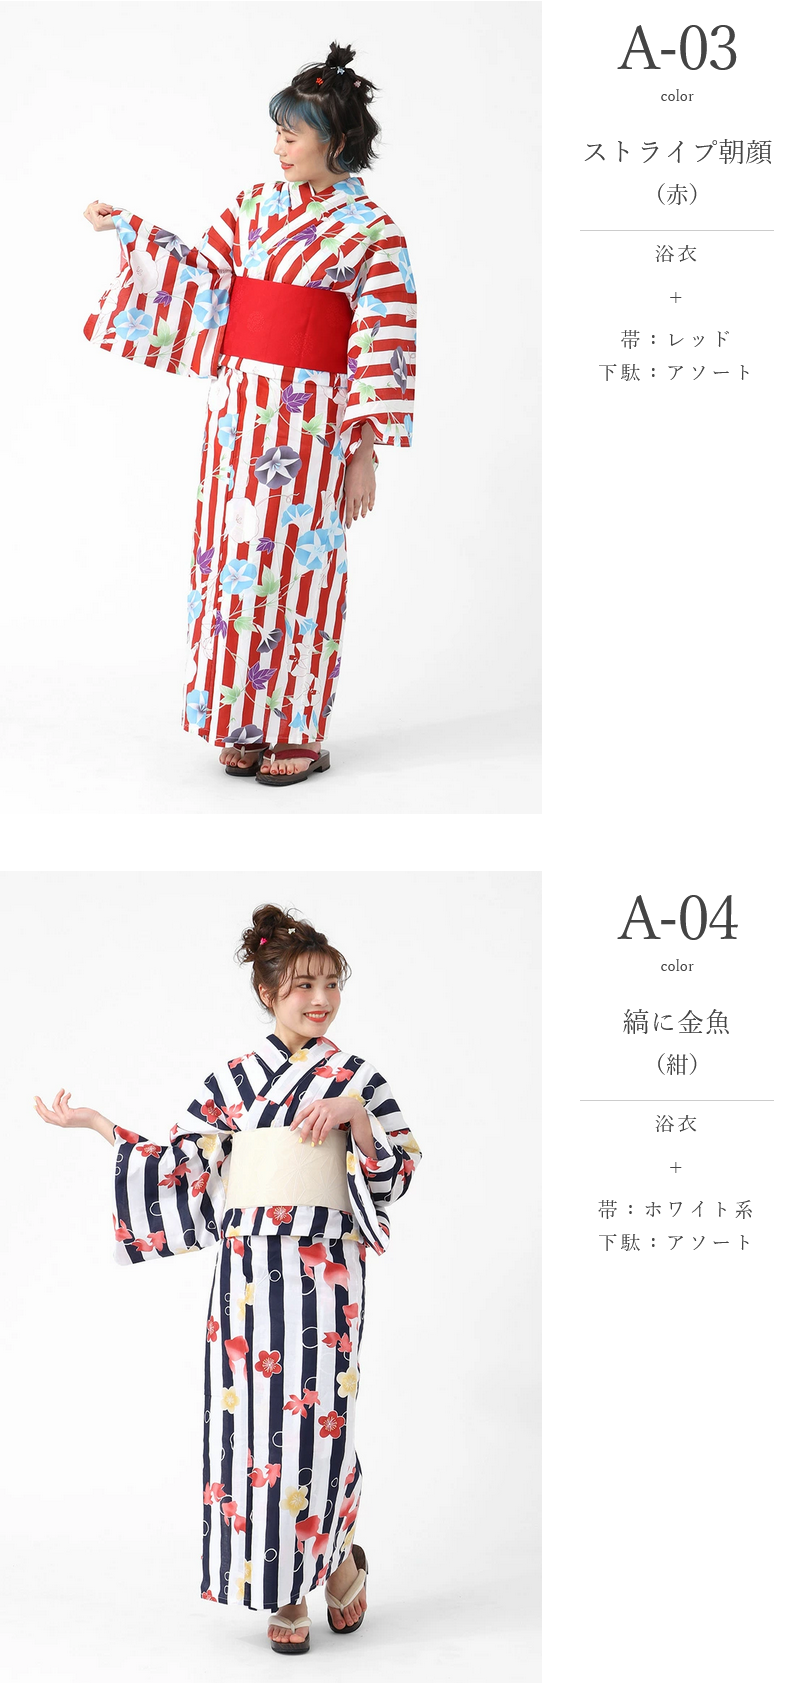 A-03
color
ストライプ朝顔
（赤）
浴衣
+
帯：レッド
下駄：アソート
A-04
color
縞に金魚
（紺）
浴衣
+
帯：ホワイト系
下駄：アソート